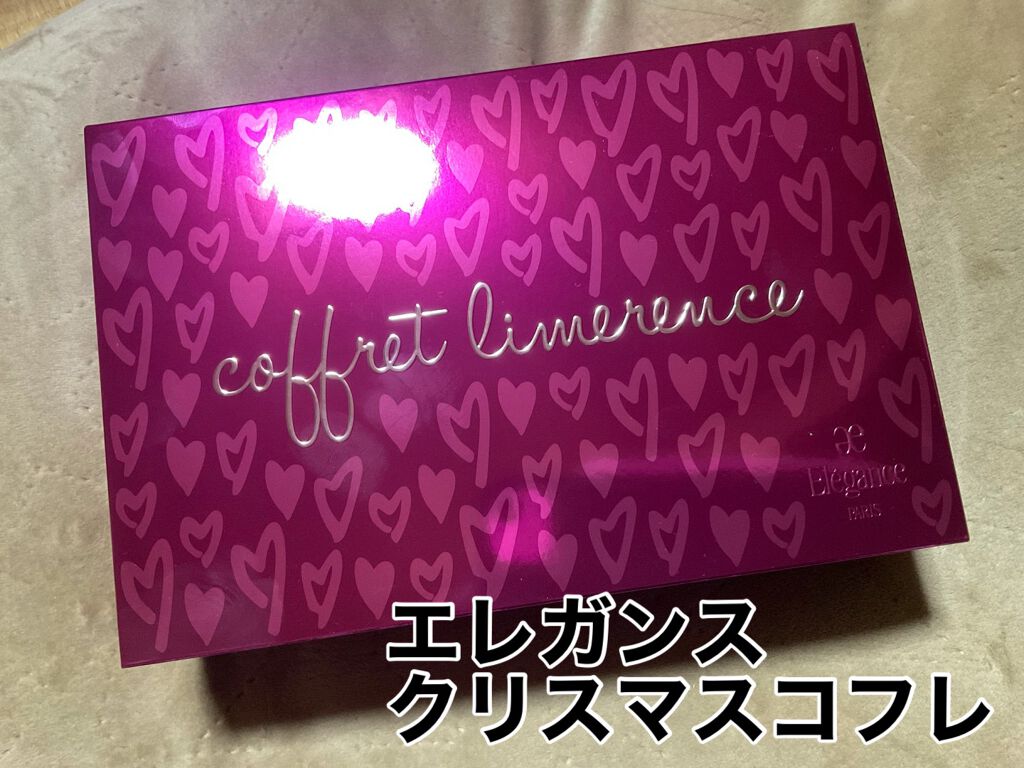 coffret limerence
æ
Elégance
PARIS
エレガンス
クリスマスコフレ